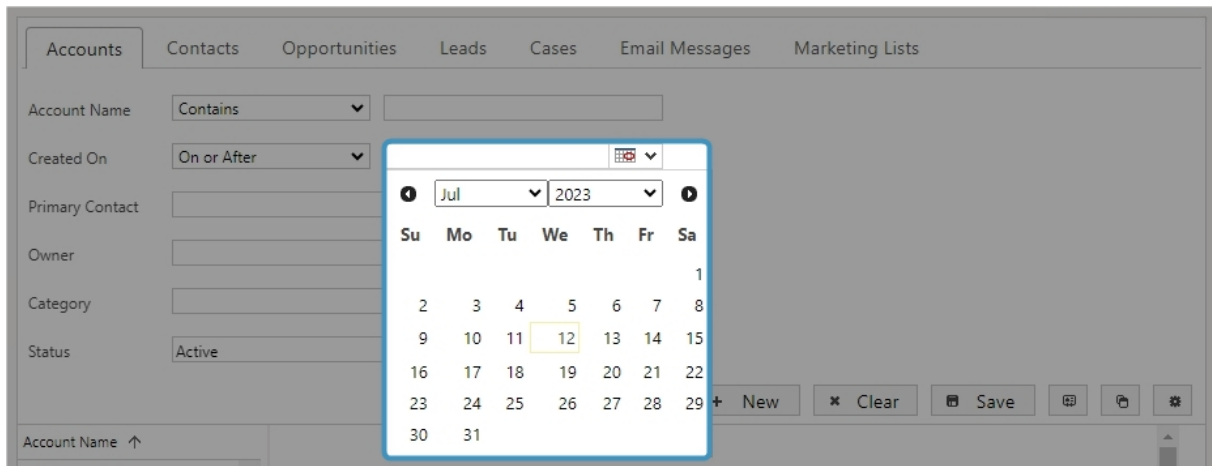 Accounts Contacts Opportunities Leads Cases Email Messages Marketing Lists
Account Name Contains
Created On On or After
Jul 2023
Primary Contact
Su Mo Tu We Th Fr Sa
Owner
1
Category
2 3 4 5 6 7 8
9 10 11 12 13 14 15
Status Active
16 17 18 19 20 21 22
23 24 25 26 27 28 29 + New Clear Save
30 31
Account Name ↑